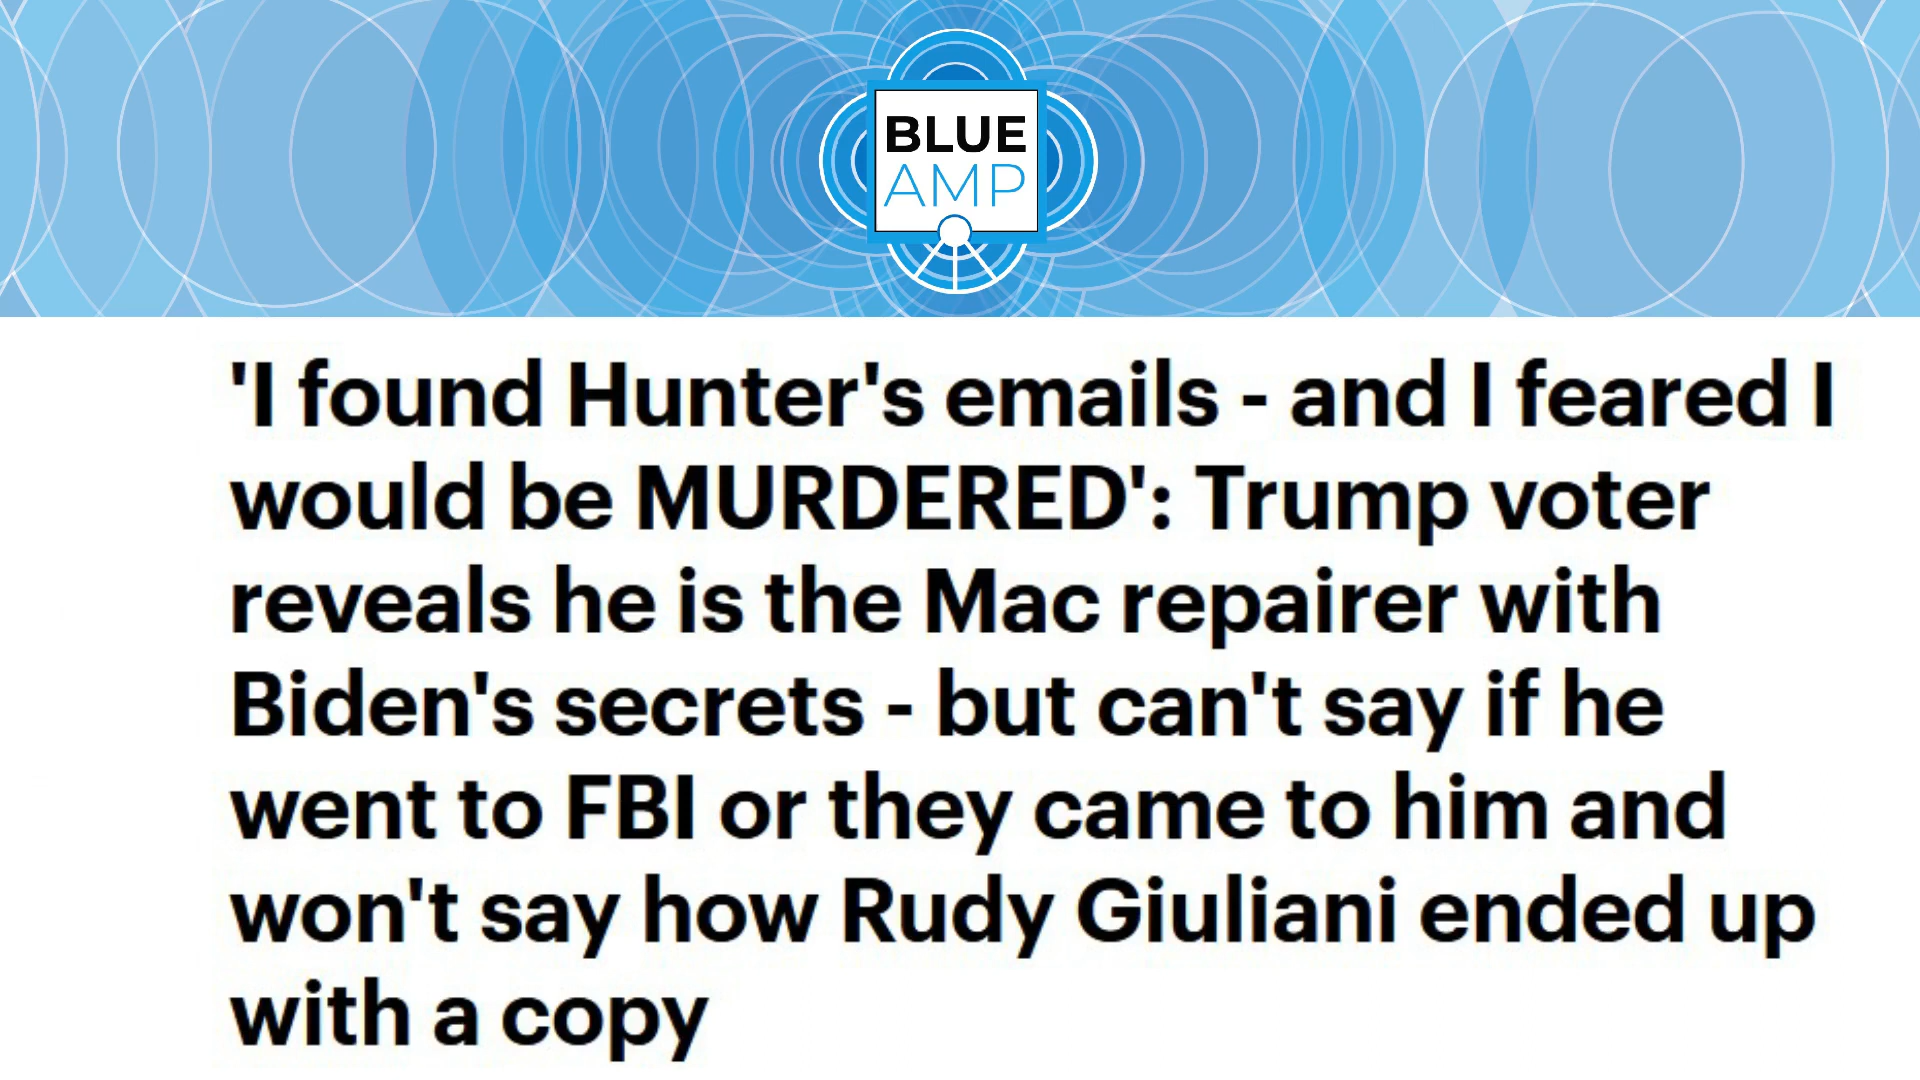 BLUE
AMP
'I found Hunter's emails - and I feared I
would be MURDERED': Trump voter
reveals he is the Mac repairer with
Biden's secrets - but can't say if he
went to FBI or they came to him and
won't say how Rudy Giuliani ended up
with a copy